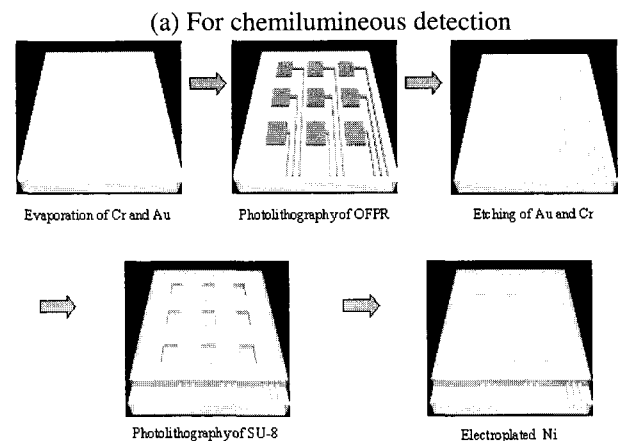 (a) For chemilumineous detection
Evaporation of Cr and Au
Photolithography of OFPR
Etching of Au and Cr
Photolithography of SU-8
Electroplated Ni